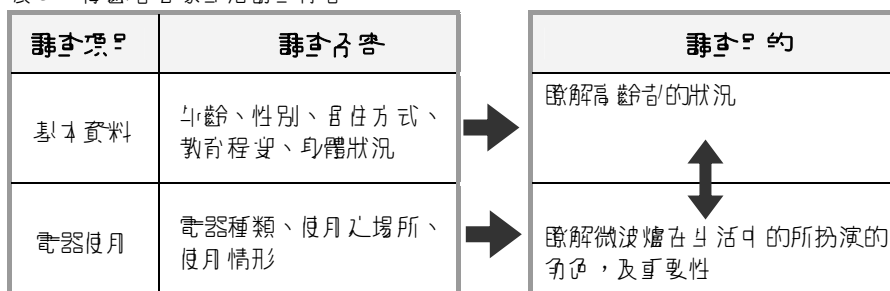 調查項目 調查內容 調查目的
基本資料
年齡、性別、居住方式、
教育程度、身體狀況
瞭解高齡者的狀況
電器使用
電器種類、使用之場所、
使用情形
瞭解微波爐在生活中的所扮演的
角色，及重要性